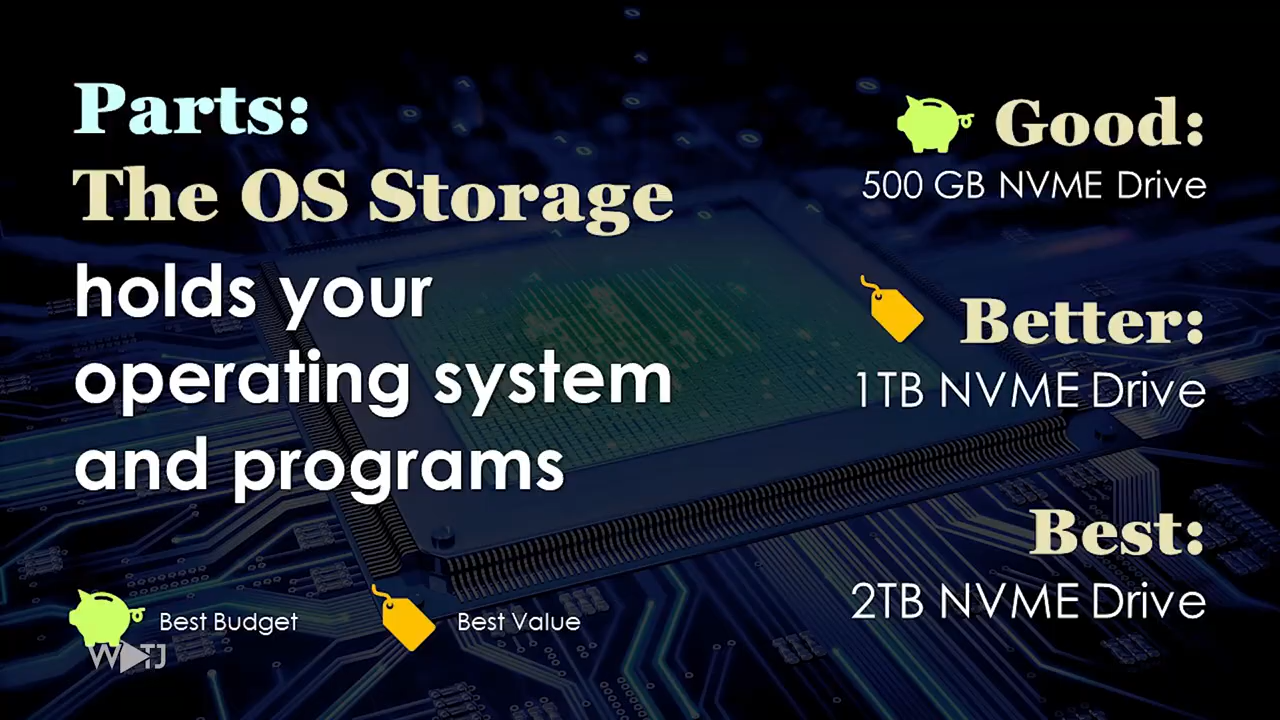 Parts:
The OS Storage
holds your
operating system
and programs
Best Budget
Best Value
Good:
500 GB NVME Drive
Better:
1TB NVME Drive
Best:
2TB NVME Drive